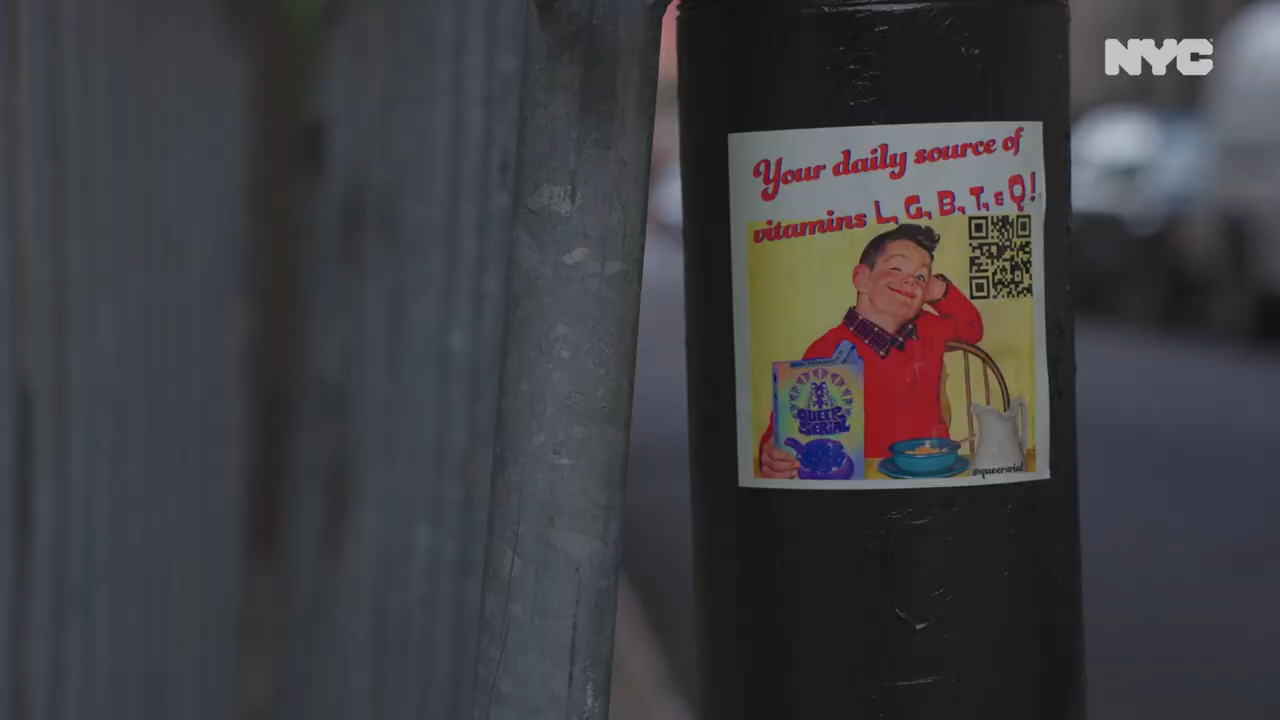 NYC
Your daily source of
vitamins L, G, B, T, & Q!
QUEER
SERIAL
@queerserial